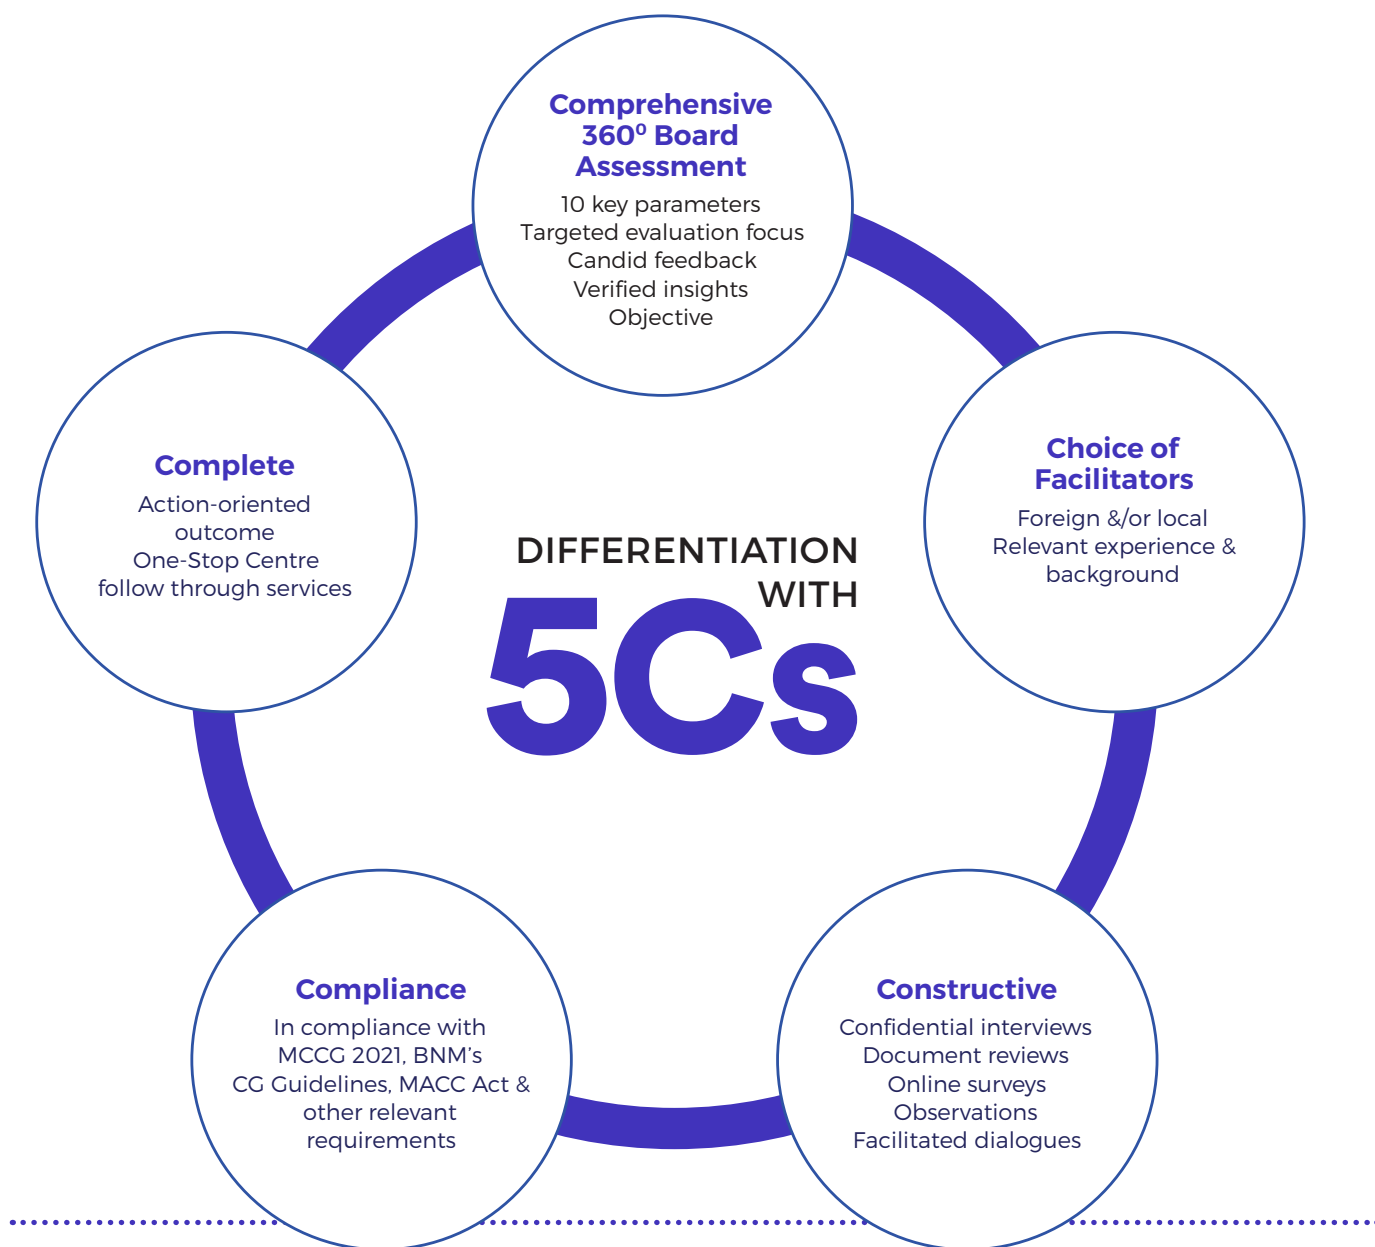 Comprehensive
360⁰ Board
Assessment
10 key parameters
Targeted evaluation focus
Candid feedback
Verified insights
Objective
Choice of
Facilitators
Foreign &/or local
Relevant experience &
background
Constructive
Confidential interviews
Document reviews
Online surveys
Observations
Facilitated dialogues
Compliance
In compliance with
MCCG 2021, BNM’s
CG Guidelines, MACC Act &
other relevant
requirements
Complete
Action-oriented
outcome
One-Stop Centre
follow through services
DIFFERENTIATION
WITH
5Cs